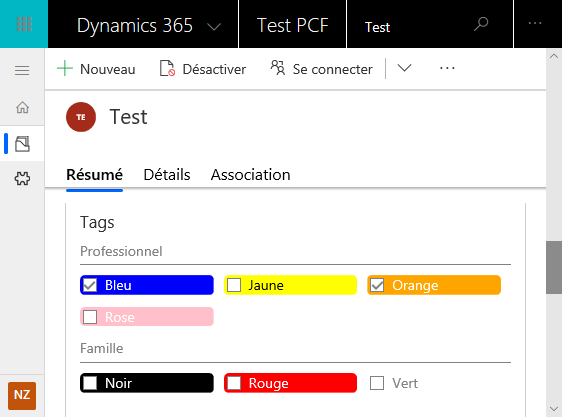 Dynamics 365 Test PCF Test
Nouveau Désactiver Se connecter
TE Test
Résumé Détails Association
Tags
Professionnel
Bleu Jaune Orange
Rose
Famille
Noir Rouge Vert
NZ